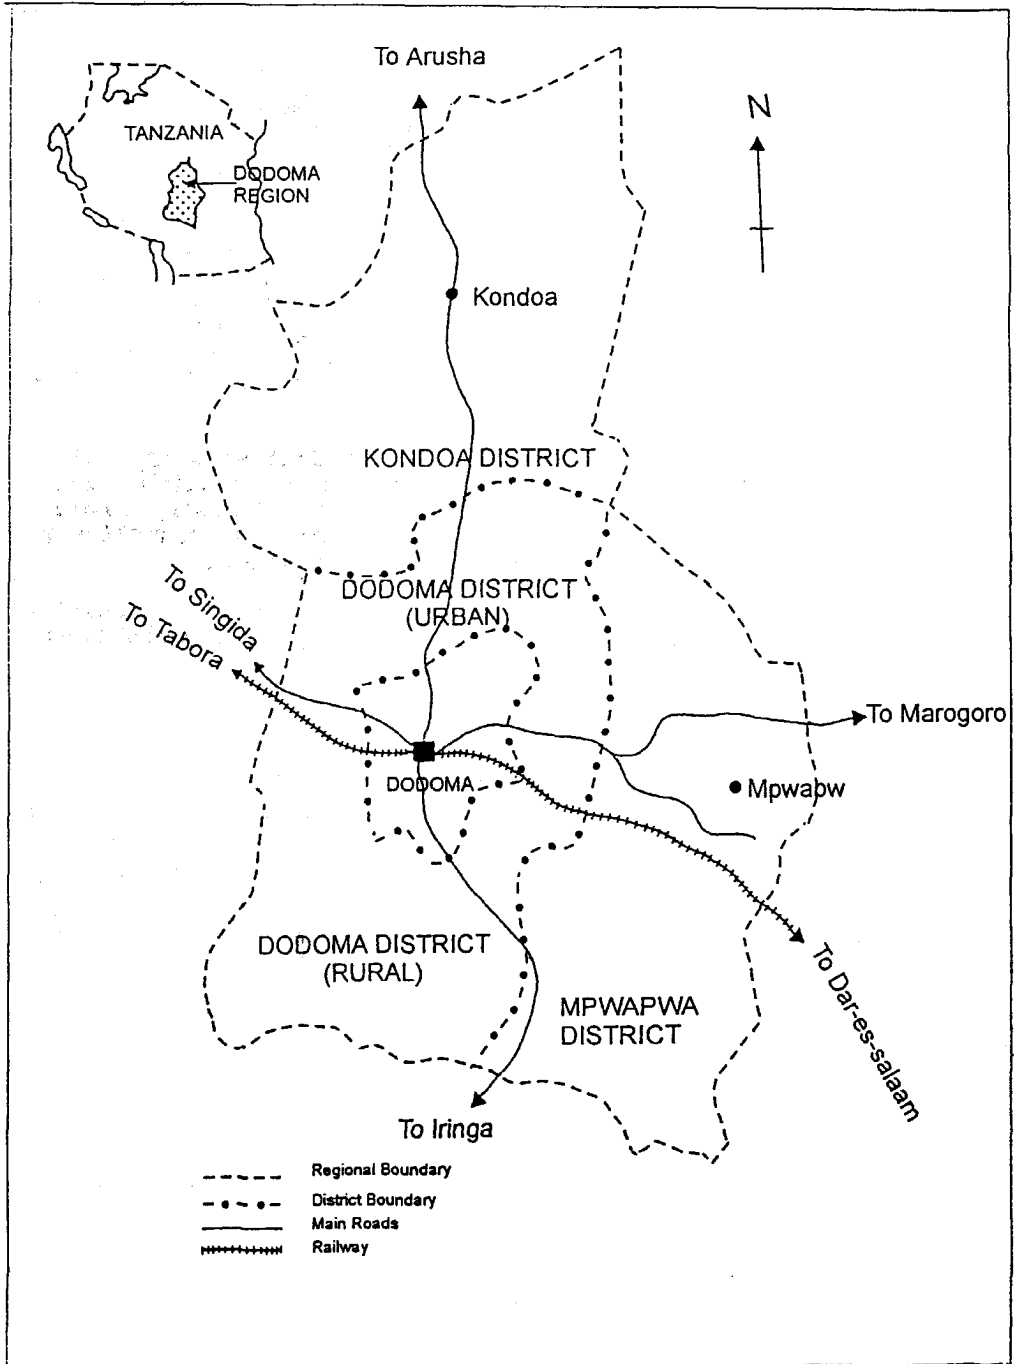 To Arusha
N
TANZANIA
DODOMA
REGION
Kondoa
KONDOA DISTRICT
DODOMA DISTRICT
(URBAN)
To Singida
To Tabora
To Marogoro
DODOMA
Mpwabw
DODOMA DISTRICT
(RURAL)
MPWAPWA
DISTRICT
To Dar-es-salaam
To Iringa
Regional Boundary
District Boundary
Main Roads
Railway